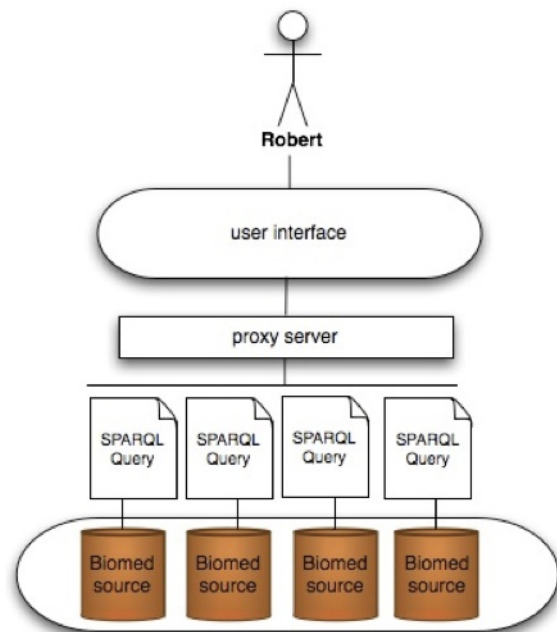 Robert
user interface
proxy server
SPARQL Query
SPARQL Query
SPARQL Query
SPARQL Query
Biomed source
Biomed source
Biomed source
Biomed source